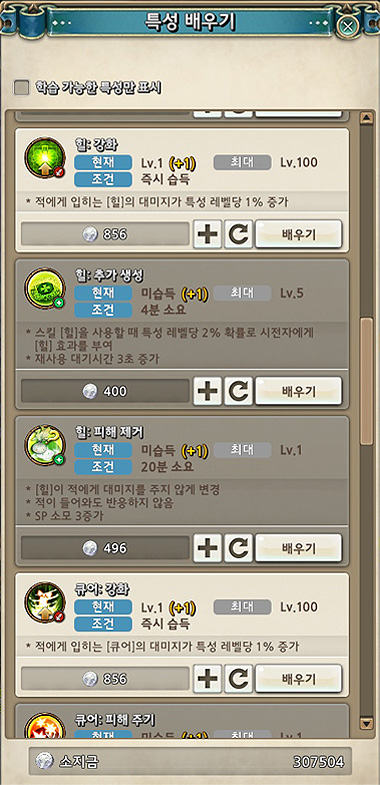 특성 배우기
학습 가능한 특성만 표시
힐: 강화
현재 Lv.1 (+1) 최대 Lv.100
조건 즉시 습득
* 적에게 입히는 [힐]의 대미지가 특성 레벨당 1% 증가
856 배우기
힐: 추가 생성
현재 미습득 (+1) 최대 Lv.5
조건 4분 소요
* 스킬 [힐]을 사용할 때 특성 레벨당 2% 확률로 시전자에게
[힐] 효과를 부여
* 재사용 대기시간 3초 증가
400 배우기
힐: 피해 제거
현재 미습득 (+1) 최대 Lv.1
조건 20분 소요
* [힐]이 적에게 대미지를 주지 않게 변경
* 적이 들어와도 반응하지 않음
* SP 소모 3증가
496 배우기
큐어: 강화
현재 Lv.1 (+1) 최대 Lv.100
조건 즉시 습득
* 적에게 입히는 [큐어]의 대미지가 특성 레벨당 1% 증가
856 배우기
큐어: 피해 주기
현재 미습득 (+1) 최대 Lv.1
소지금 307504